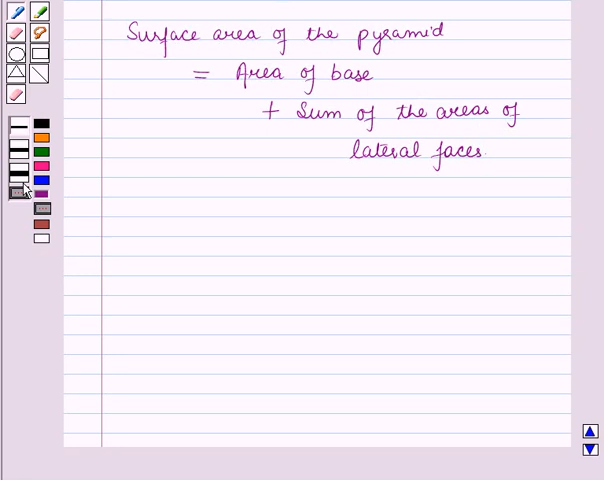 Surface area of the pyramid
= Area of base
+ Sum of the areas of
lateral faces.